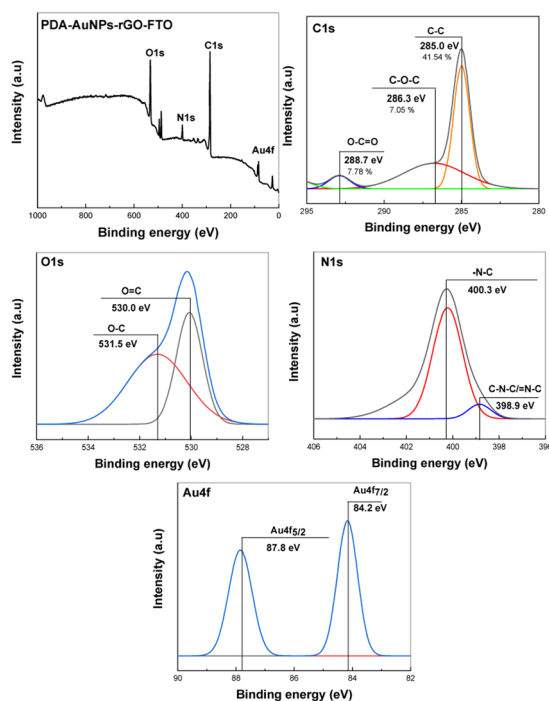 PDA-AuNPs-rGO-FTO
O1s
C1s
N1s
Au4f
Intensity (a.u)
1000 800 600 400 200 0
Binding energy (eV)
C1s
C-C
285.0 eV
41.54 %
C-O-C
286.3 eV
7.05 %
O-C=O
288.7 eV
7.78 %
Intensity (a.u)
295 290 285 280
Binding energy (eV)
O1s
O=C
530.0 eV
O-C
531.5 eV
Intensity (a.u)
536 534 532 530 528
Binding energy (eV)
N1s
-N-C
400.3 eV
C-N-C/=N-C
398.9 eV
Intensity (a.u)
406 404 402 400 398 396
Binding energy (eV)
Au4f
Au4f7/2
84.2 eV
Au4f5/2
87.8 eV
Intensity (a.u)
90 88 86 84 82
Binding energy (eV)